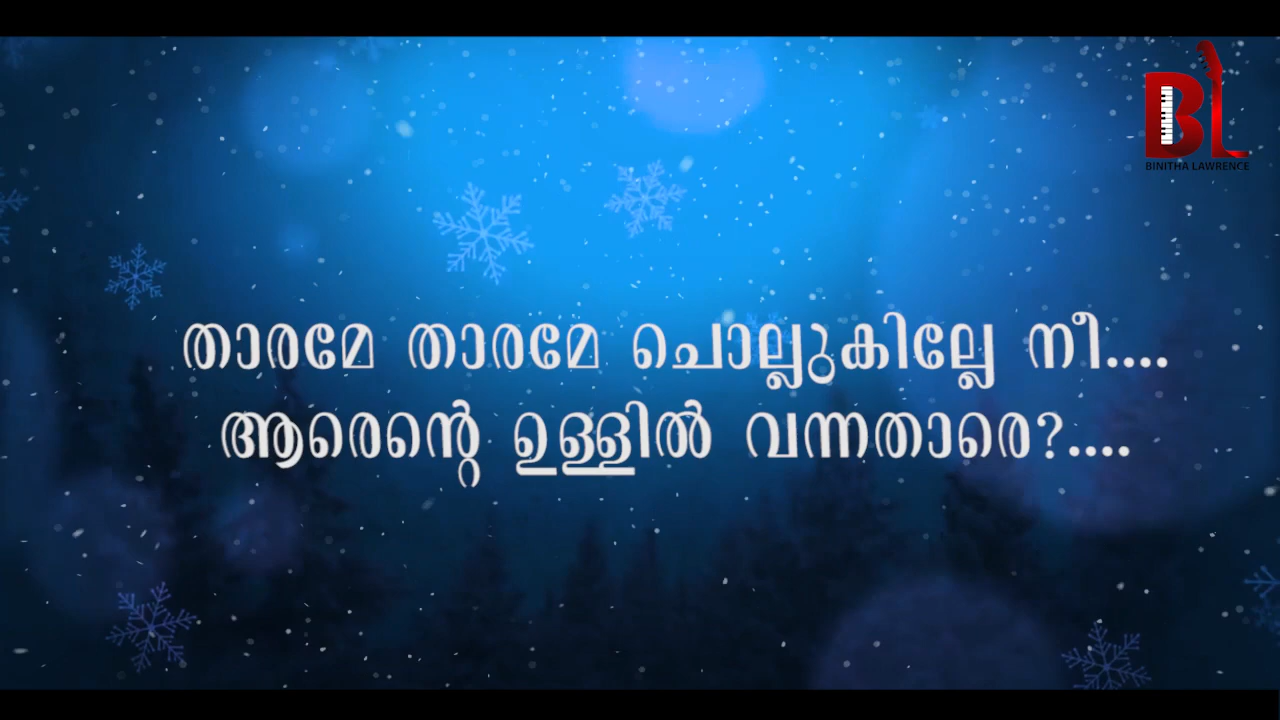 BL
BINITHA LAWRENCE
താരമേ താരമേ ചൊല്ലുകില്ലേ നീ....
ആരെൻ്റെ ഉള്ളിൽ വന്നതാരെ?....